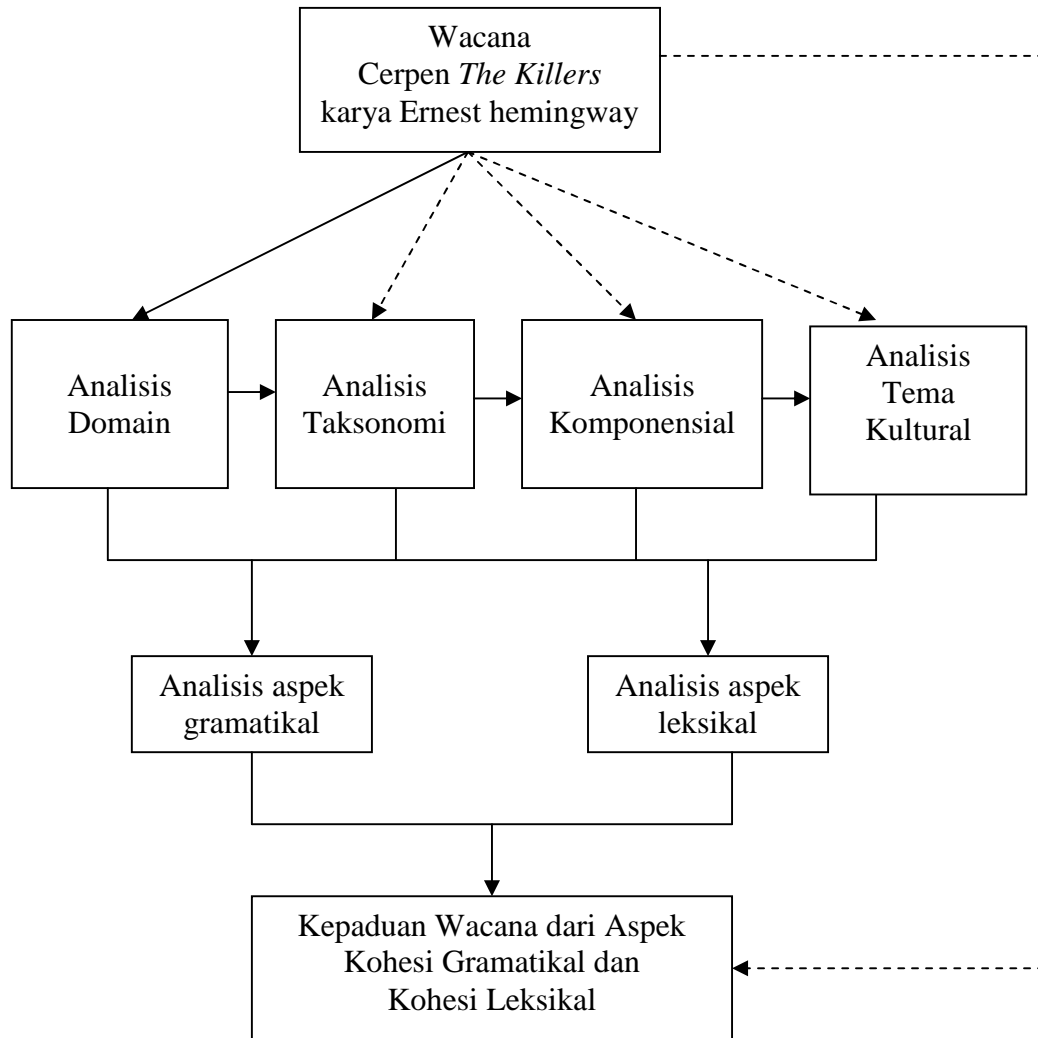 Wacana
Cerpen The Killers
karya Ernest hemingway
Analisis
Domain
Analisis
Taksonomi
Analisis
Komponensial
Analisis
Tema
Kultural
Analisis aspek
gramatikal
Analisis aspek
leksikal
Kepaduan Wacana dari Aspek
Kohesi Gramatikal dan
Kohesi Leksikal